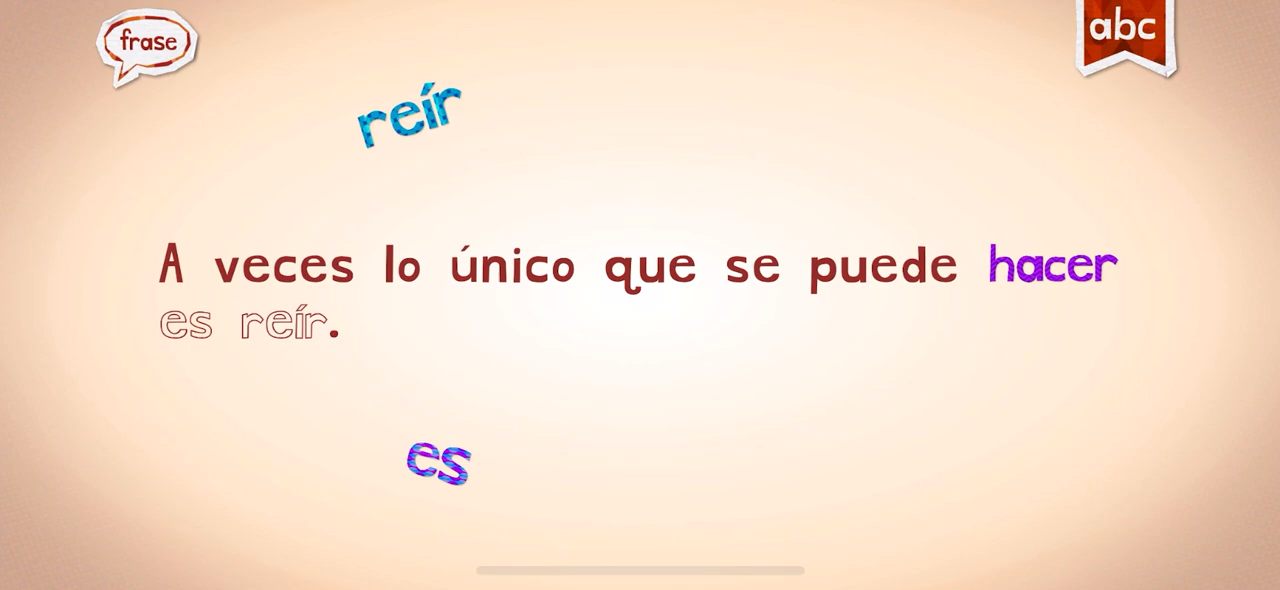 frase
abc
reír
A veces lo único que se puede hacer
es reír.
es